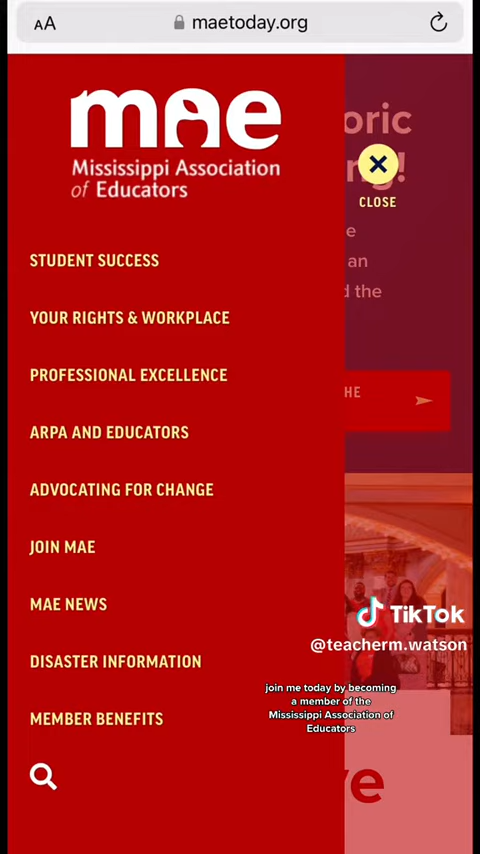 AA
maetoday.org
mae
Mississippi Association
of Educators
CLOSE
STUDENT SUCCESS
YOUR RIGHTS & WORKPLACE
PROFESSIONAL EXCELLENCE
ARPA AND EDUCATORS
ADVOCATING FOR CHANGE
JOIN MAE
MAE NEWS
DISASTER INFORMATION
MEMBER BENEFITS
an
TikTok
@teacherm.watson
join me today by becoming
a member of the
Mississippi Association of
Educators